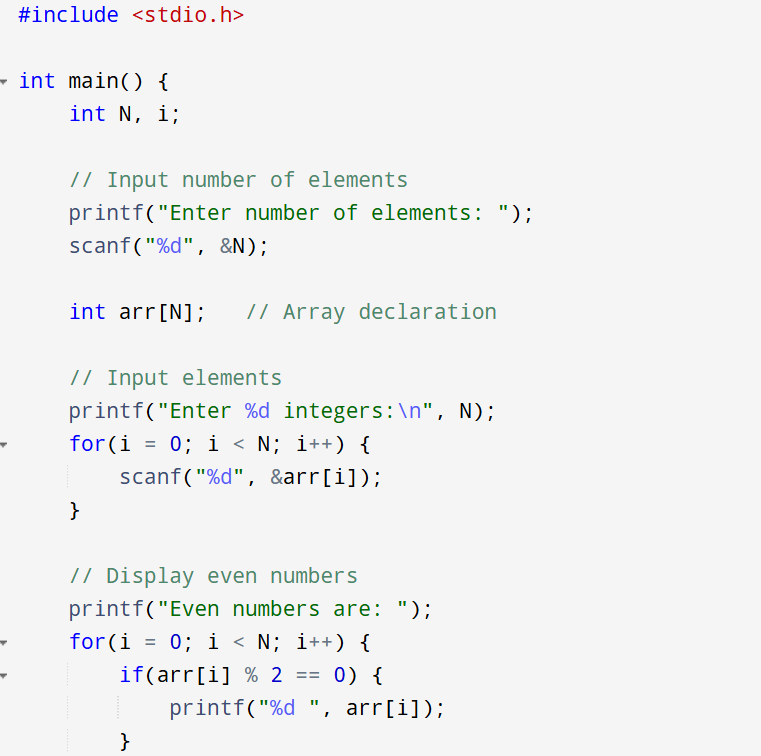 #include <stdio.h>
int main() {
    int N, i;
    // Input number of elements
    printf("Enter number of elements: ");
    scanf("%d", &N);
    int arr[N];   // Array declaration
    // Input elements
    printf("Enter %d integers:\n", N);
    for(i = 0; i < N; i++) {
        scanf("%d", &arr[i]);
    }
    // Display even numbers
    printf("Even numbers are: ");
    for(i = 0; i < N; i++) {
        if(arr[i] % 2 == 0) {
            printf("%d ", arr[i]);
        }